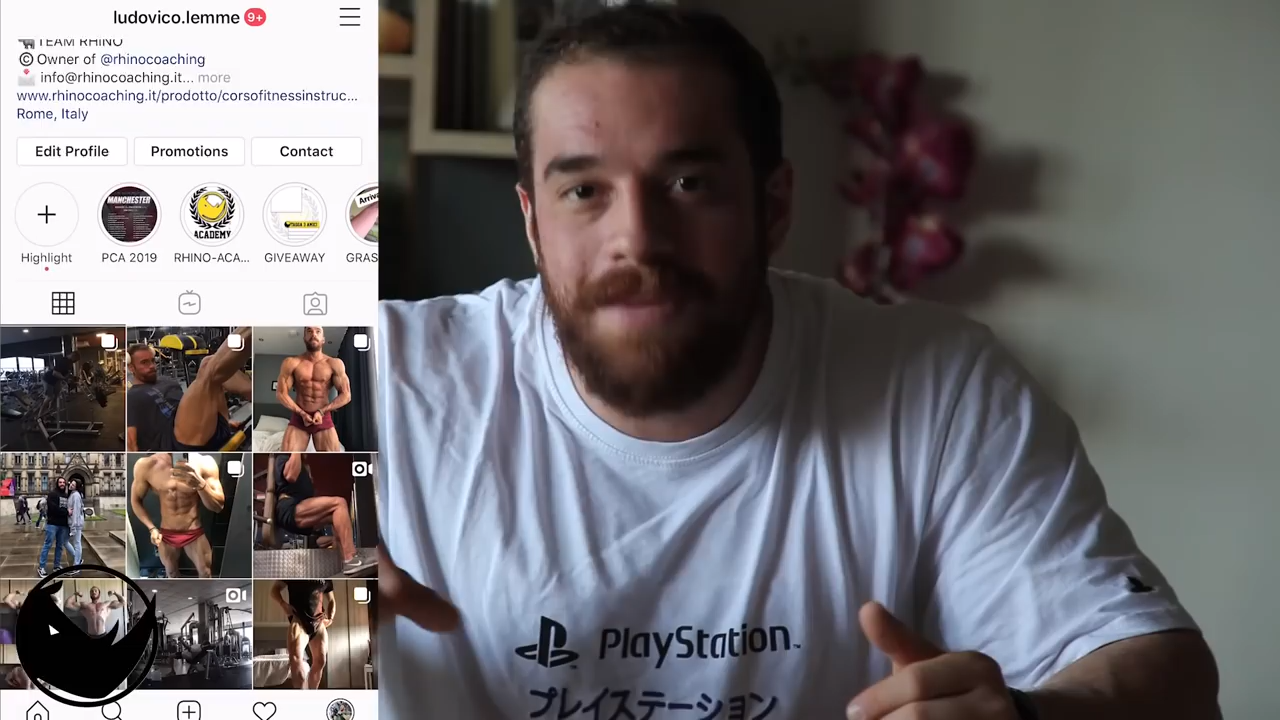 ludovico.lemme 9+
TEAM RHINO
© Owner of @rhinocoaching
info@rhinocoaching.it... more
www.rhinocoaching.it/prodotto/corsofitnessinstruc...
Rome, Italy
Edit Profile
Promotions
Contact
MANCHESTER
ACADEMY
Highlight
PCA 2019
RHINO-ACA...
GIVEAWAY
GRAS
PlayStation
プレイステーション